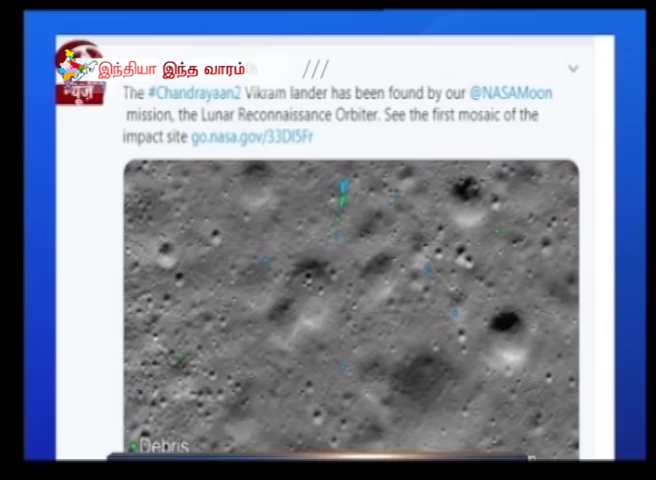 இந்தியா இந்த வாரம்
न्यूज़
The #Chandrayaan2 Vikram lander has been found by our @NASAMoon
mission, the Lunar Reconnaissance Orbiter. See the first mosaic of the
impact site go.nasa.gov/33DI5Fr
Debris